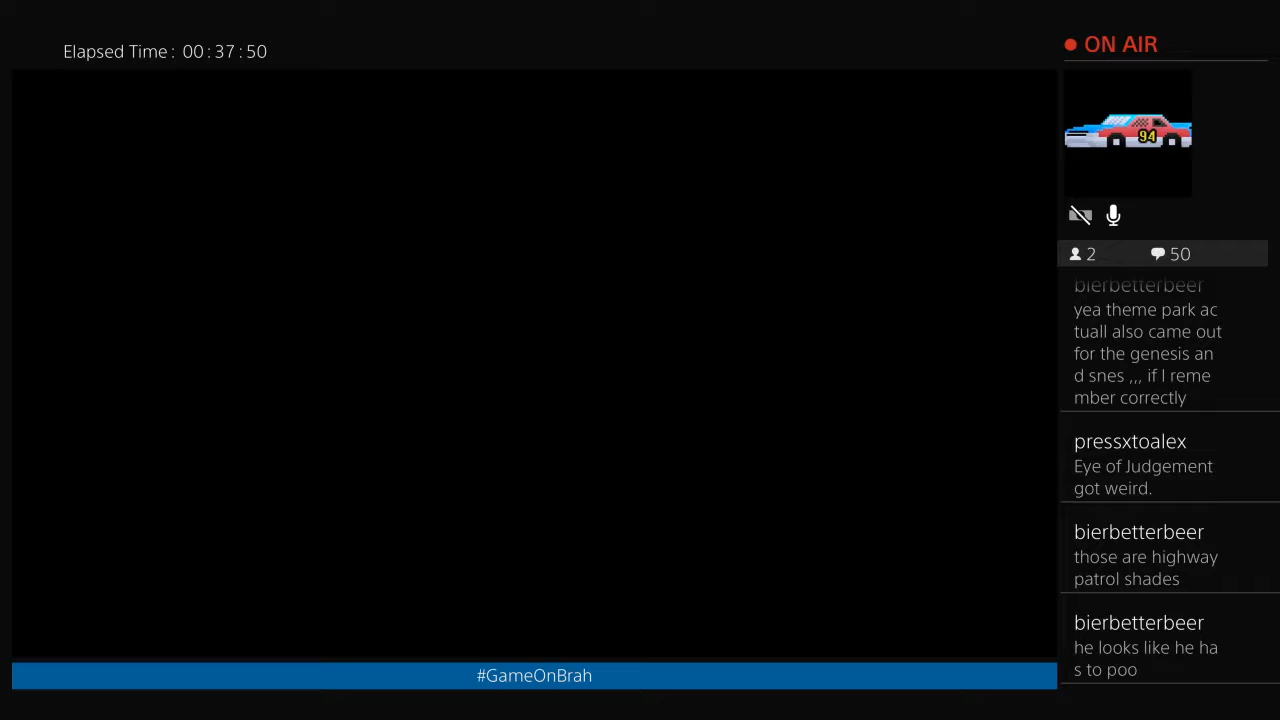 Elapsed Time : 00 : 37 : 50
ON AIR
94
2
50
bierbetterbeer
yea theme park ac
tuall also came out
for the genesis an
d snes ,,, if I reme
mber correctly
pressxtoalex
Eye of Judgement
got weird.
bierbetterbeer
those are highway
patrol shades
bierbetterbeer
he looks like he ha
s to poo
#GameOnBrah